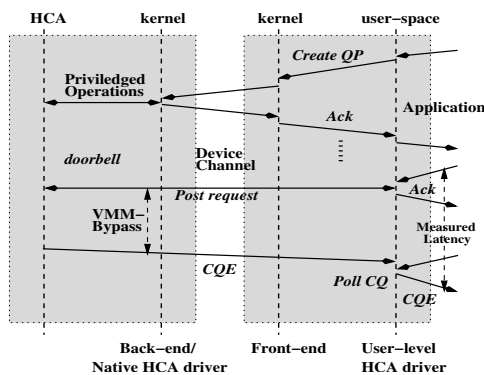 HCA
kernel
kernel
user-space
Create QP
Priviledged
Operations
Ack
Application
doorbell
Device
Channel
Post request
Ack
VMM-
Bypass
Measured
Latency
CQE
Poll CQ
CQE
Back-end/
Native HCA driver
Front-end
User-level
HCA driver